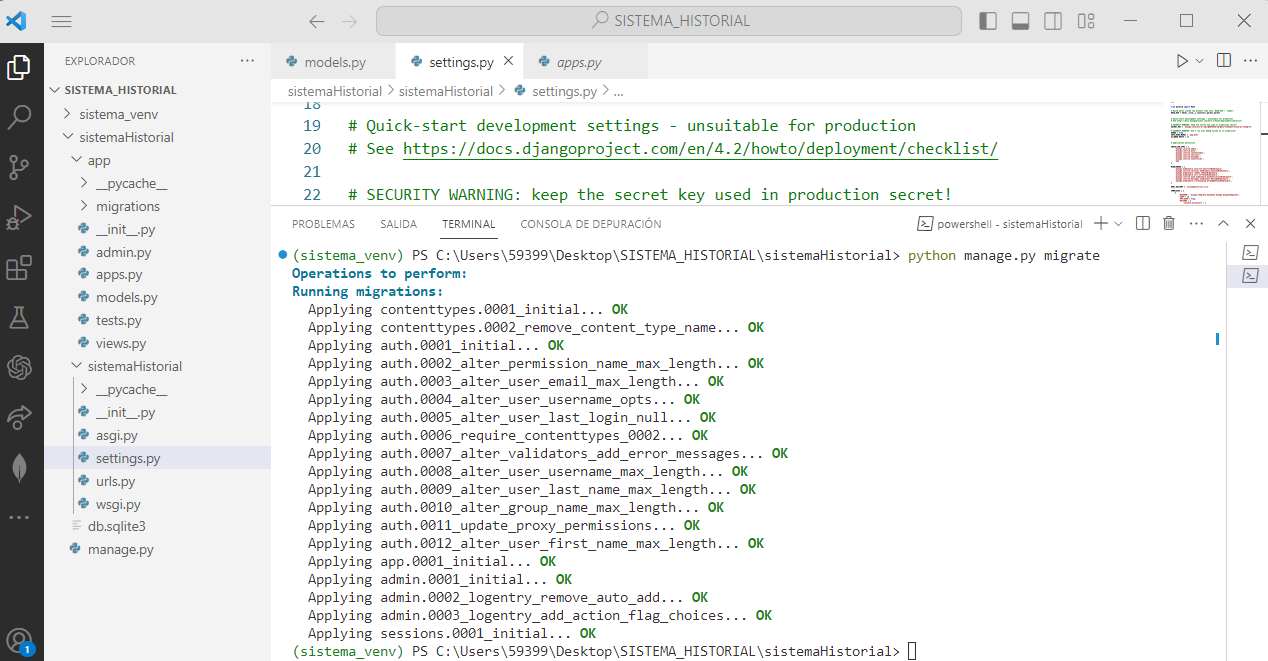 SISTEMA_HISTORIAL
EXPLORADOR
SISTEMA_HISTORIAL
sistema_venv
sistemaHistorial
app
__pycache__
migrations
__init__.py
admin.py
apps.py
models.py
tests.py
views.py
sistemaHistorial
__pycache__
__init__.py
asgi.py
settings.py
urls.py
wsgi.py
db.sqlite3
manage.py
1
models.py settings.py apps.py
sistemaHistorial > sistemaHistorial > settings.py > ...
18
19 # Quick-start development settings - unsuitable for production
20 # See https://docs.djangoproject.com/en/4.2/howto/deployment/checklist/
21
22 # SECURITY WARNING: keep the secret key used in production secret!
PROBLEMAS SALIDA TERMINAL CONSOLA DE DEPURACIÓN powershell - sistemaHistorial
(sistema_venv) PS C:\Users\59399\Desktop\SISTEMA_HISTORIAL\sistemaHistorial> python manage.py migrate
Operations to perform:
Running migrations:
Applying contenttypes.0001_initial... OK
Applying contenttypes.0002_remove_content_type_name... OK
Applying auth.0001_initial... OK
Applying auth.0002_alter_permission_name_max_length... OK
Applying auth.0003_alter_user_email_max_length... OK
Applying auth.0004_alter_user_username_opts... OK
Applying auth.0005_alter_user_last_login_null... OK
Applying auth.0006_require_contenttypes_0002... OK
Applying auth.0007_alter_validators_add_error_messages... OK
Applying auth.0008_alter_user_username_max_length... OK
Applying auth.0009_alter_user_last_name_max_length... OK
Applying auth.0010_alter_group_name_max_length... OK
Applying auth.0011_update_proxy_permissions... OK
Applying auth.0012_alter_user_first_name_max_length... OK
Applying app.0001_initial... OK
Applying admin.0001_initial... OK
Applying admin.0002_logentry_remove_auto_add... OK
Applying admin.0003_logentry_add_action_flag_choices... OK
Applying sessions.0001_initial... OK
(sistema_venv) PS C:\Users\59399\Desktop\SISTEMA_HISTORIAL\sistemaHistorial>